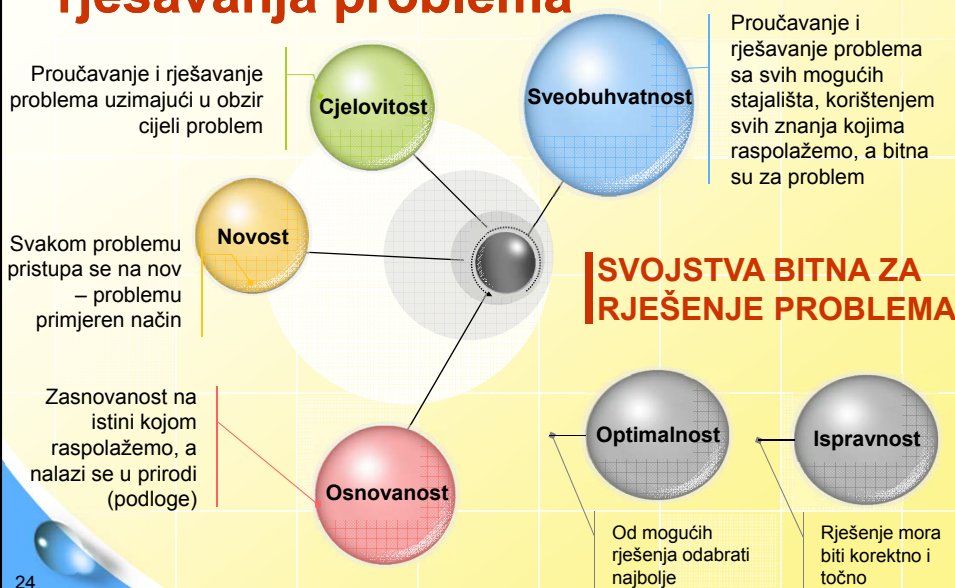 rješavanja problema
Proučavanje i rješavanje
problema uzimajući u obzir
cijeli problem
Cjelovitost
Sveobuhvatnost
Proučavanje i
rješavanje problema
sa svih mogućih
stajališta, korištenjem
svih znanja kojima
raspolažemo, a bitna
su za problem
Novost
Svakom problemu
pristupa se na nov
– problemu
primjeren način
SVOJSTVA BITNA ZA
RJEŠENJE PROBLEMA
Zasnovanost na
istini kojom
raspolažemo, a
nalazi se u prirodi
(podloge)
Osnovanost
Optimalnost
Ispravnost
Od mogućih
rješenja odabrati
najbolje
Rješenje mora
biti korektno i
točno
24